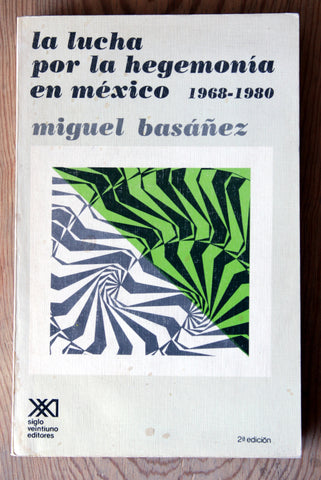 la lucha
por la hegemonía
en méxico 1968-1980
miguel basáñez
XXI
siglo
veintiuno
editores
2ª edición